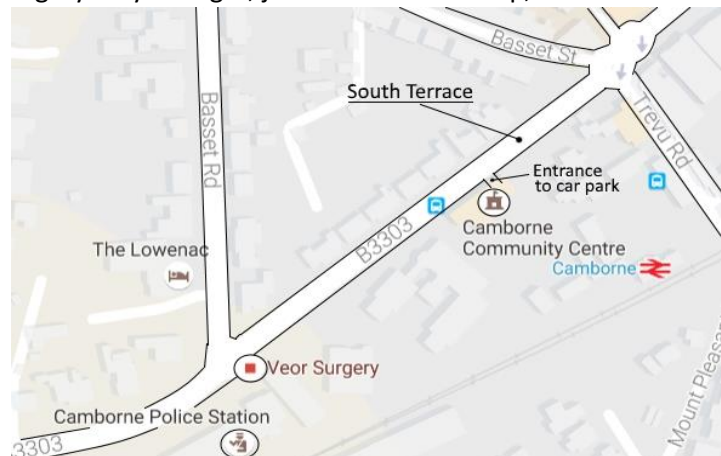 Basset St
South Terrace
Basset Rd
Trevu Rd
Entrance
to car park
Camborne
Community Centre
B3303
The Lowenac
Camborne
Veor Surgery
Camborne Police Station
3303
Mount Pleasa